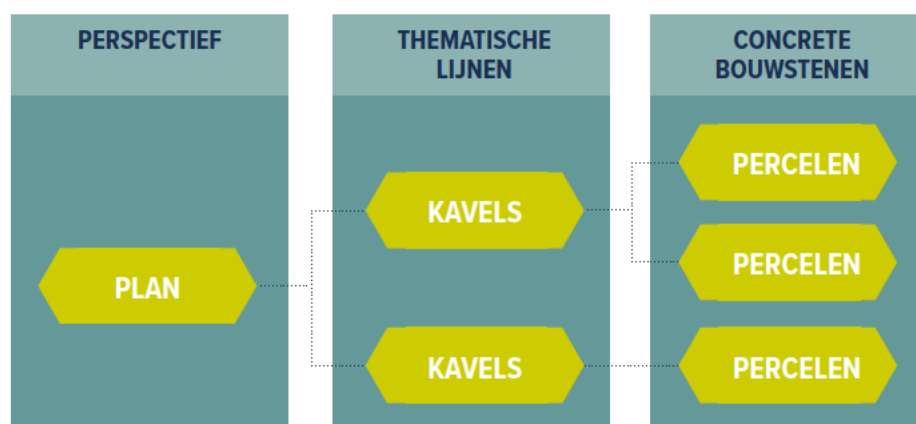 PERSPECTIEF
THEMATISCHE
LIJNEN
CONCRETE
BOUWSTENEN
PLAN
KAVELS
KAVELS
PERCELEN
PERCELEN
PERCELEN